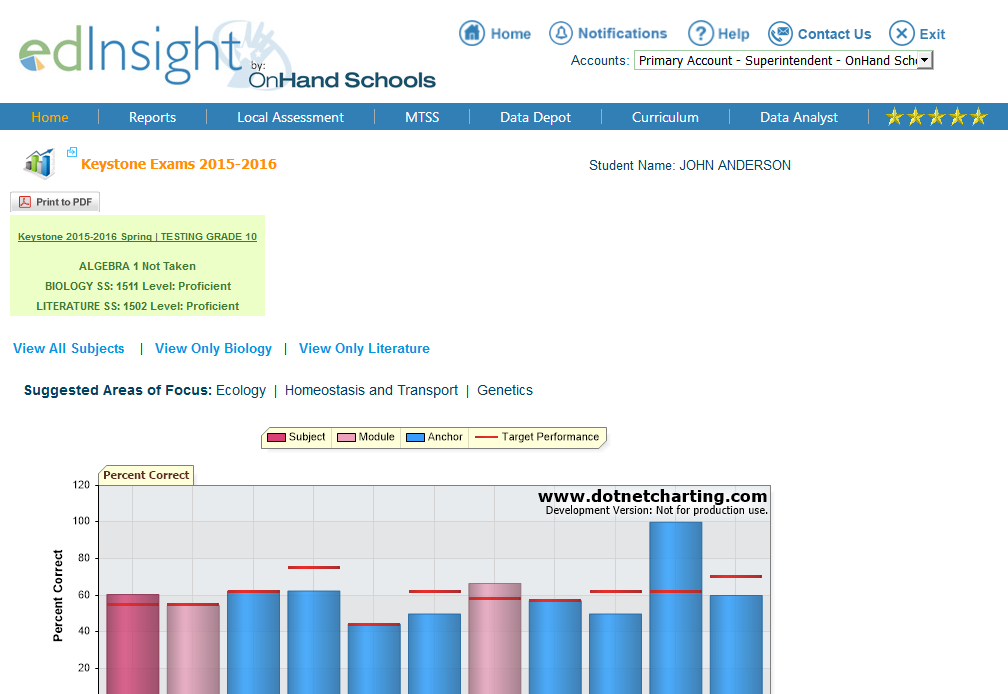 edInsight
by:
OnHand Schools
Home
Notifications
Help
Contact Us
Exit
Accounts: Primary Account - Superintendent - OnHand Scho
Home
Reports
Local Assessment
MTSS
Data Depot
Curriculum
Data Analyst
Keystone Exams 2015-2016
Student Name: JOHN ANDERSON
Print to PDF
Keystone 2015-2016 Spring | TESTING GRADE 10
ALGEBRA 1 Not Taken
BIOLOGY SS: 1511 Level: Proficient
LITERATURE SS: 1502 Level: Proficient
View All Subjects | View Only Biology | View Only Literature
Suggested Areas of Focus: Ecology | Homeostasis and Transport | Genetics
Subject
Module
Anchor
Target Performance
Percent Correct
www.dotnetcharting.com
Development Version: Not for production use.
Percent Correct
120
100
80
60
40
20